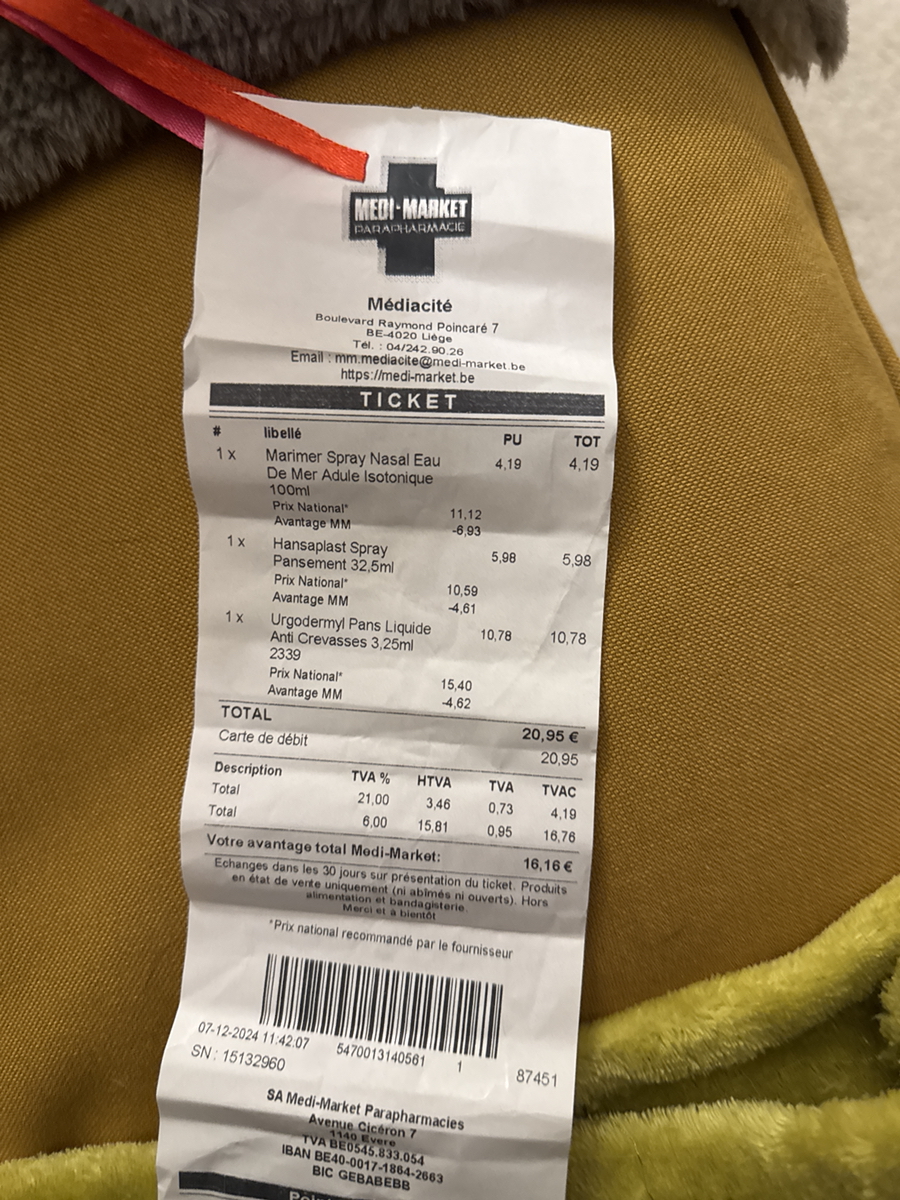 MEDI-MARKET
PARAPHARMACIE
Médiacité
Boulevard Raymond Poincaré 7
BE-4020 Liège
Tél. : 04/242.90.26
Email : mm.mediacite@medi-market.be
https://medi-market.be
TICKET
# libellé PU TOT
1 x Marimer Spray Nasal Eau 4,19 4,19
De Mer Adule Isotonique
100ml
Prix National* 11,12
Avantage MM -6,93
1 x Hansaplast Spray 5,98 5,98
Pansement 32,5ml
Prix National* 10,59
Avantage MM -4,61
1 x Urgodermyl Pans Liquide 10,78 10,78
Anti Crevasses 3,25ml
2339
Prix National* 15,40
Avantage MM -4,62
TOTAL 20,95 €
Carte de débit 20,95
Description TVA % HTVA TVA TVAC
Total 21,00 3,46 0,73 4,19
Total 6,00 15,81 0,95 16,76
Votre avantage total Medi-Market: 16,16 €
Echanges dans les 30 jours sur présentation du ticket. Produits
en état de vente uniquement (ni abîmés ni ouverts). Hors
alimentation et bandagisterie.
Merci et à bientôt
*Prix national recommandé par le fournisseur
07-12-2024 11:42:07 5470013140561 1 87451
SN : 15132960
SA Medi-Market Parapharmacies
Avenue Cicéron 7
1140 Evere
TVA BE0545.833.054
IBAN BE40-0017-1864-2663
BIC GEBABEBB